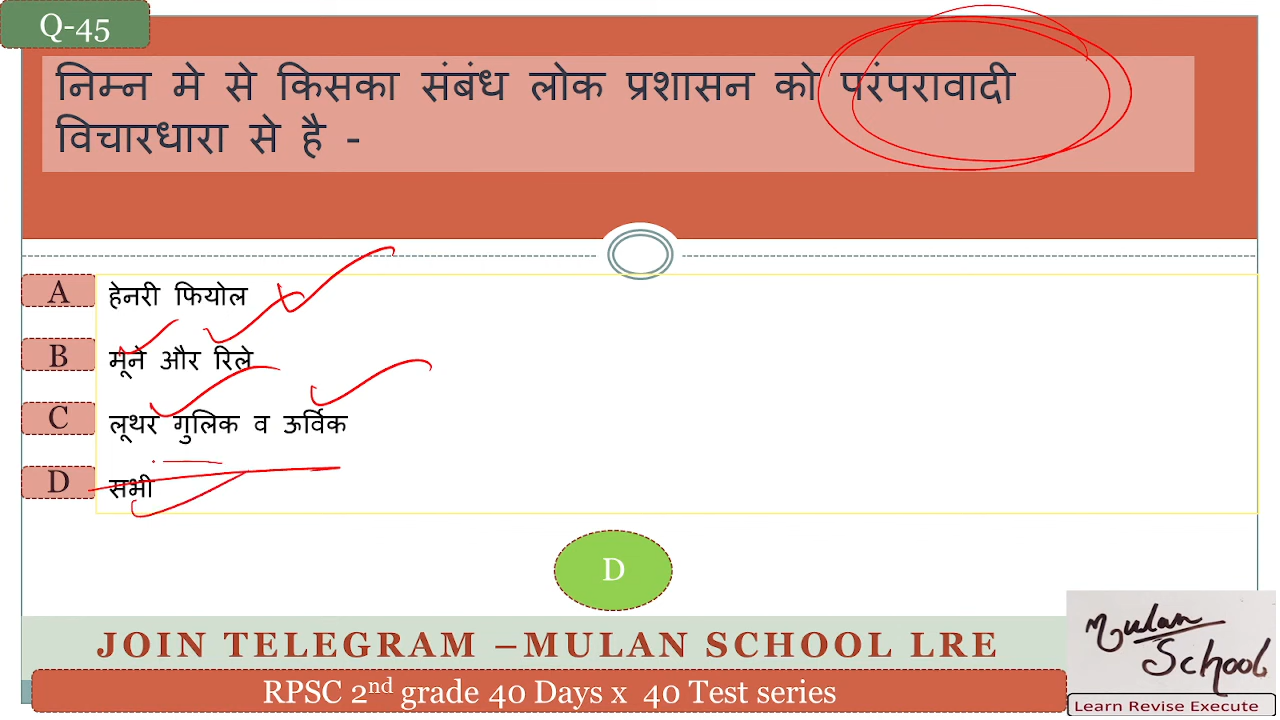 Q-45
निम्न मे से किसका संबंध लोक प्रशासन को परंपरावादी
विचारधारा से है -
A हेनरी फियोल
B मूने और रिले
C लूथर गुलिक व ऊर्विक
D सभी
D
JOIN TELEGRAM –MULAN SCHOOL LRE
RPSC 2nd grade 40 Days x 40 Test series
Mulan
School
Learn Revise Execute